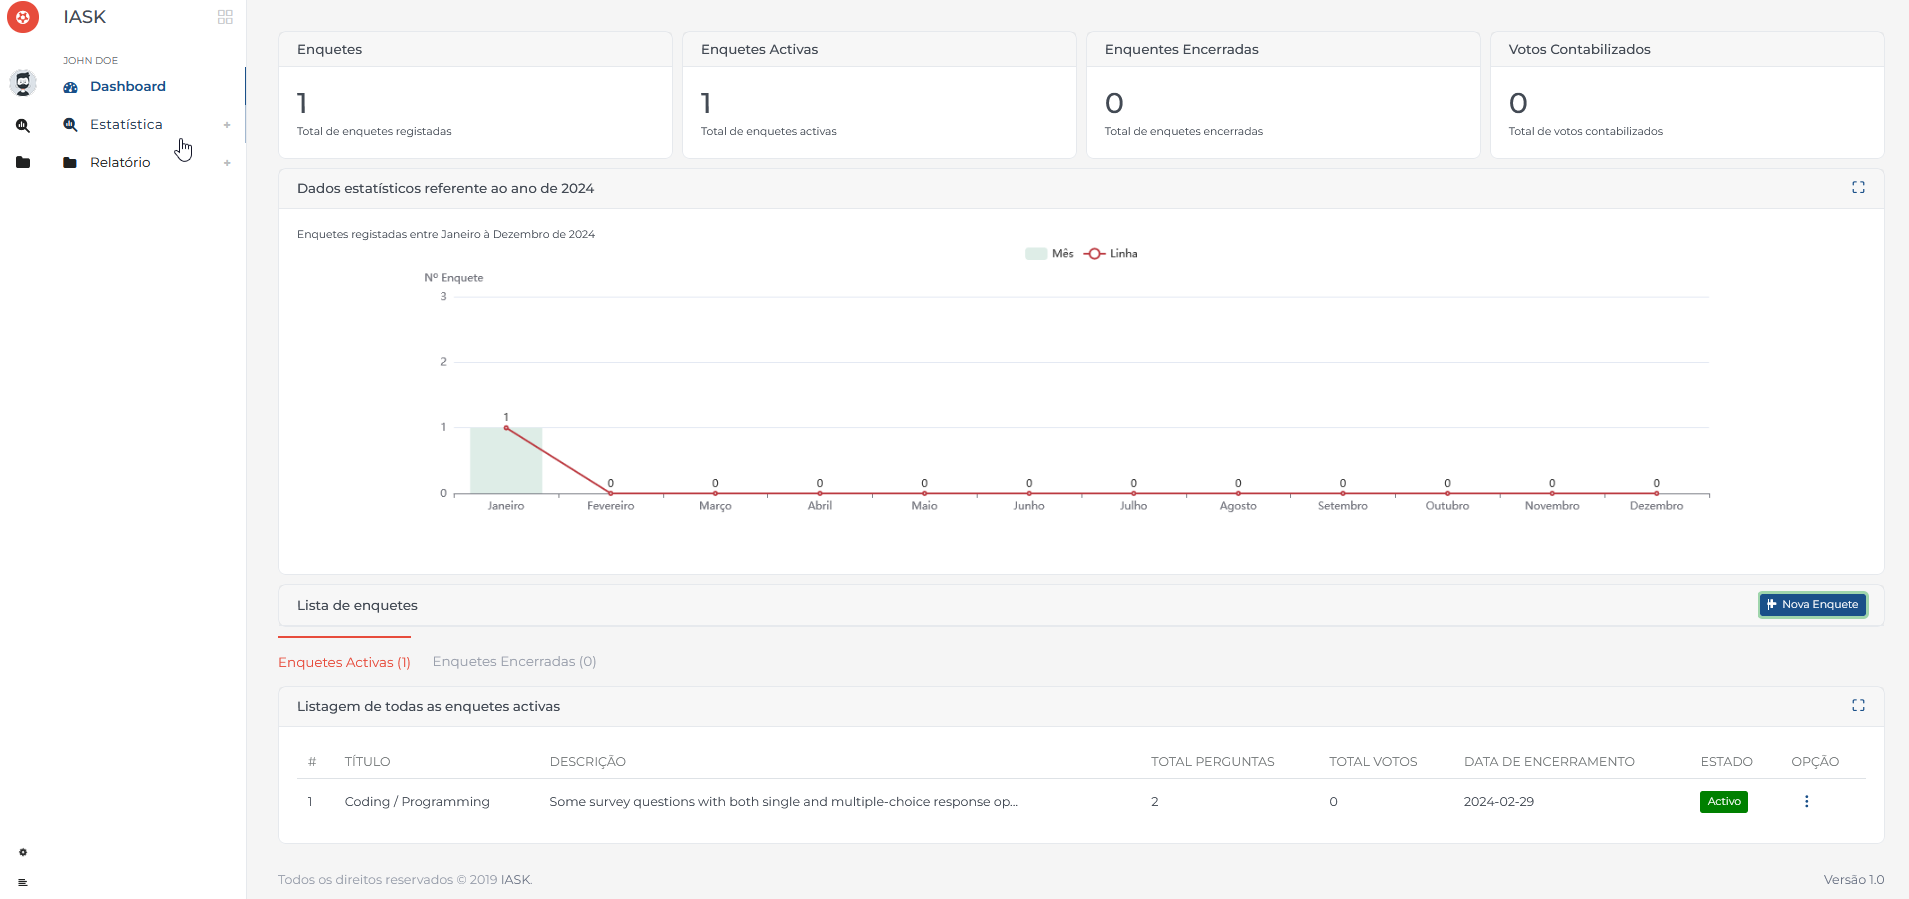 IASK
JOHN DOE
Dashboard
Estatística
Relatório
Enquetes
1
Total de enquetes registadas
Enquetes Activas
1
Total de enquetes activas
Enquentes Encerradas
0
Total de enquetes encerradas
Votos Contabilizados
0
Total de votos contabilizados
Dados estatísticos referente ao ano de 2024
Enquetes registadas entre Janeiro à Dezembro de 2024
Mês Linha
Nº Enquete
3
2
1
0
1 0 0 0 0 0 0 0 0 0 0 0
Janeiro Fevereiro Março Abril Maio Junho Julho Agosto Setembro Outubro Novembro Dezembro
Lista de enquetes
Nova Enquete
Enquetes Activas (1) Enquetes Encerradas (0)
Listagem de todas as enquetes activas
# TÍTULO DESCRIÇÃO TOTAL PERGUNTAS TOTAL VOTOS DATA DE ENCERRAMENTO ESTADO OPÇÃO
1 Coding / Programming Some survey questions with both single and multiple-choice response op... 2 0 2024-02-29 Activo
Todos os direitos reservados © 2019 IASK.
Versão 1.0